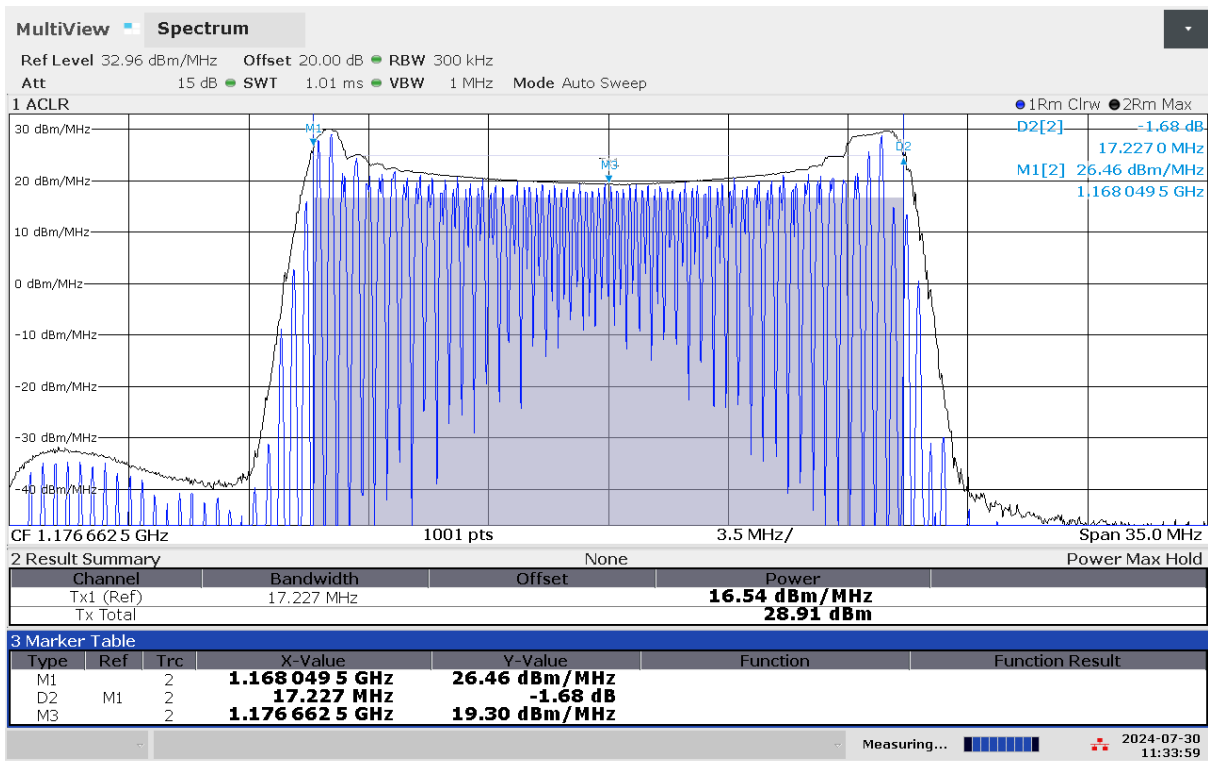 MultiView Spectrum
Ref Level 32.96 dBm/MHz Offset 20.00 dB RBW 300 kHz
Att 15 dB SWT 1.01 ms VBW 1 MHz Mode Auto Sweep
1 ACLR 1Rm Clrw 2Rm Max
D2[2] -1.68 dB
17.2270 MHz
M1[2] 26.46 dBm/MHz
1.168 049 5 GHz
M1
D2
M3
30 dBm/MHz
20 dBm/MHz
10 dBm/MHz
0 dBm/MHz
-10 dBm/MHz
-20 dBm/MHz
-30 dBm/MHz
-40 dBm/MHz
CF 1.176 662 5 GHz 1001 pts 3.5 MHz/ Span 35.0 MHz
2 Result Summary None Power Max Hold
Channel Bandwidth Offset Power
Tx1 (Ref) 17.227 MHz 16.54 dBm/MHz
Tx Total 28.91 dBm
3 Marker Table
Type Ref Trc X-Value Y-Value Function Function Result
M1 2 1.168 049 5 GHz 26.46 dBm/MHz
D2 M1 2 17.227 MHz -1.68 dB
M3 2 1.176 662 5 GHz 19.30 dBm/MHz
Measuring... 2024-07-30
11:33:59